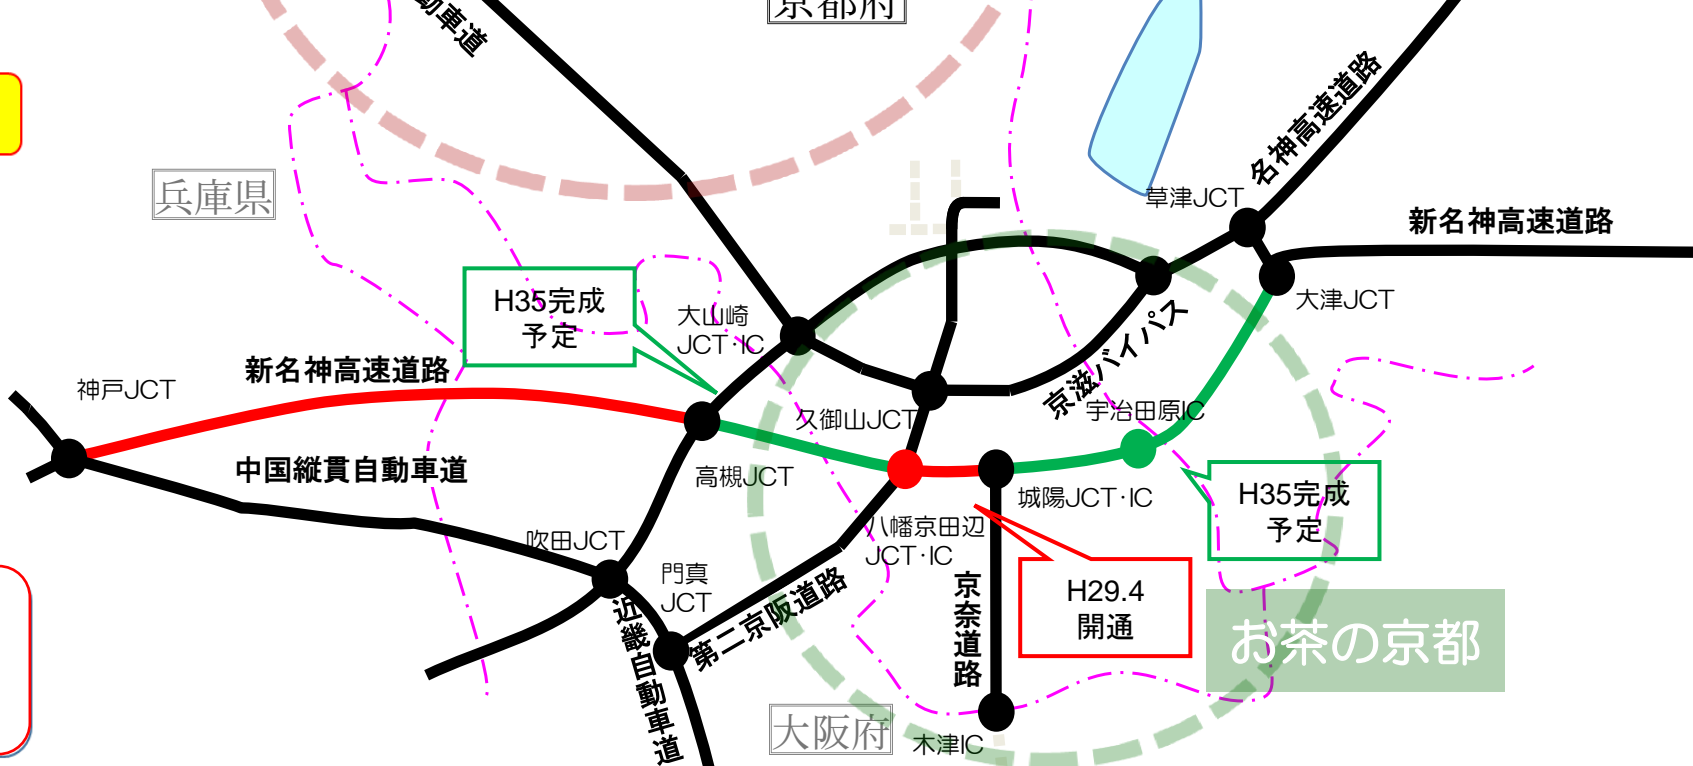 京都府
動車道
名神高速道路
兵庫県
草津JCT
新名神高速道路
H35完成
予定
大山崎
JCT･IC
大津JCT
新名神高速道路
神戸JCT
京滋バイパス
宇治田原IC
久御山JCT
中国縦貫自動車道
高槻JCT
城陽JCT･IC
H35完成
予定
吹田JCT
八幡京田辺
JCT･IC
門真
JCT
第二京阪道路
近畿自動車道
京奈道路
H29.4
開通
お茶の京都
大阪府
木津IC